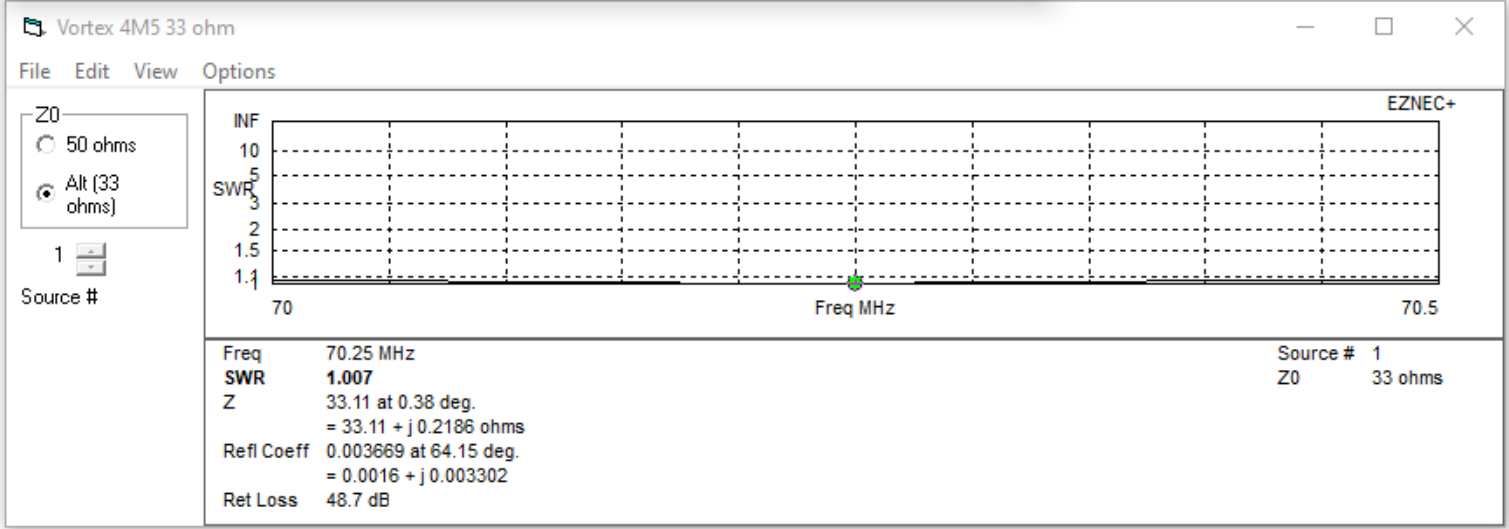 Vortex 4M5 33 ohm
File Edit View Options
Z0
50 ohms
Alt (33
ohms)
1
Source #
EZNEC+
INF
10
5
SWR
3
2
1.5
1.1
1
70 Freq MHz 70.5
Freq 70.25 MHz Source # 1
SWR 1.007 Z0 33 ohms
Z 33.11 at 0.38 deg.
= 33.11 + j 0.2186 ohms
Refl Coeff 0.003669 at 64.15 deg.
= 0.0016 + j 0.003302
Ret Loss 48.7 dB